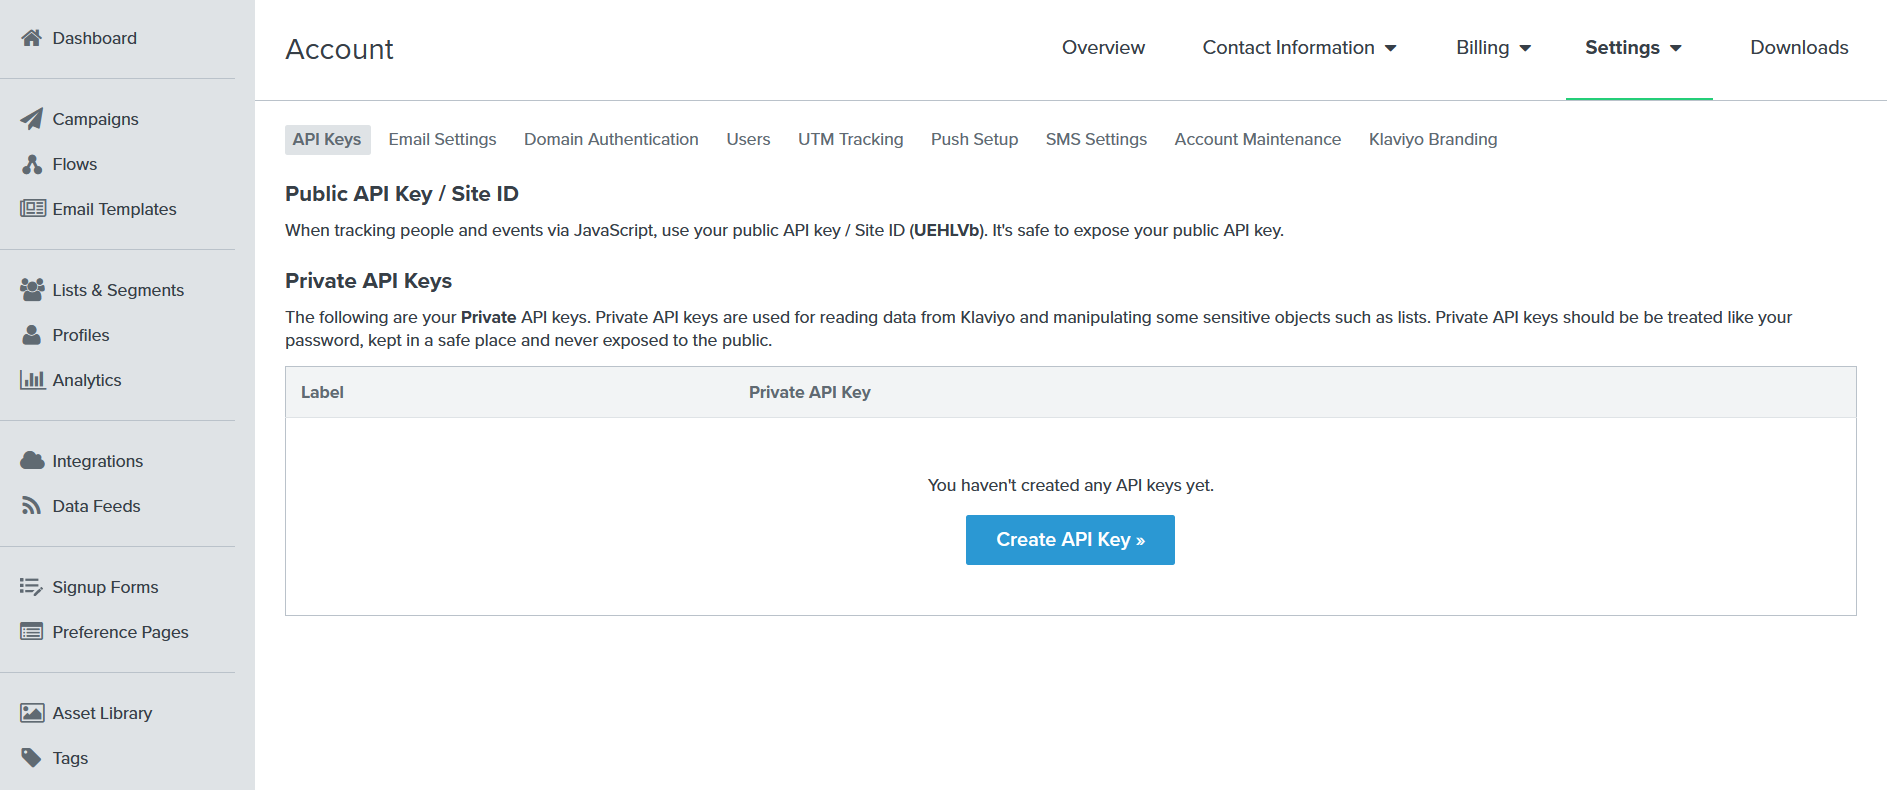 Dashboard
Campaigns
Flows
Email Templates
Lists & Segments
Profiles
Analytics
Integrations
Data Feeds
Signup Forms
Preference Pages
Asset Library
Tags
Account
Overview
Contact Information
Billing
Settings
Downloads
API Keys
Email Settings
Domain Authentication
Users
UTM Tracking
Push Setup
SMS Settings
Account Maintenance
Klaviyo Branding
Public API Key / Site ID
When tracking people and events via JavaScript, use your public API key / Site ID (UEHLVb). It's safe to expose your public API key.
Private API Keys
The following are your Private API keys. Private API keys are used for reading data from Klaviyo and manipulating some sensitive objects such as lists. Private API keys should be be treated like your
password, kept in a safe place and never exposed to the public.
Label
Private API Key
You haven't created any API keys yet.
Create API Key »